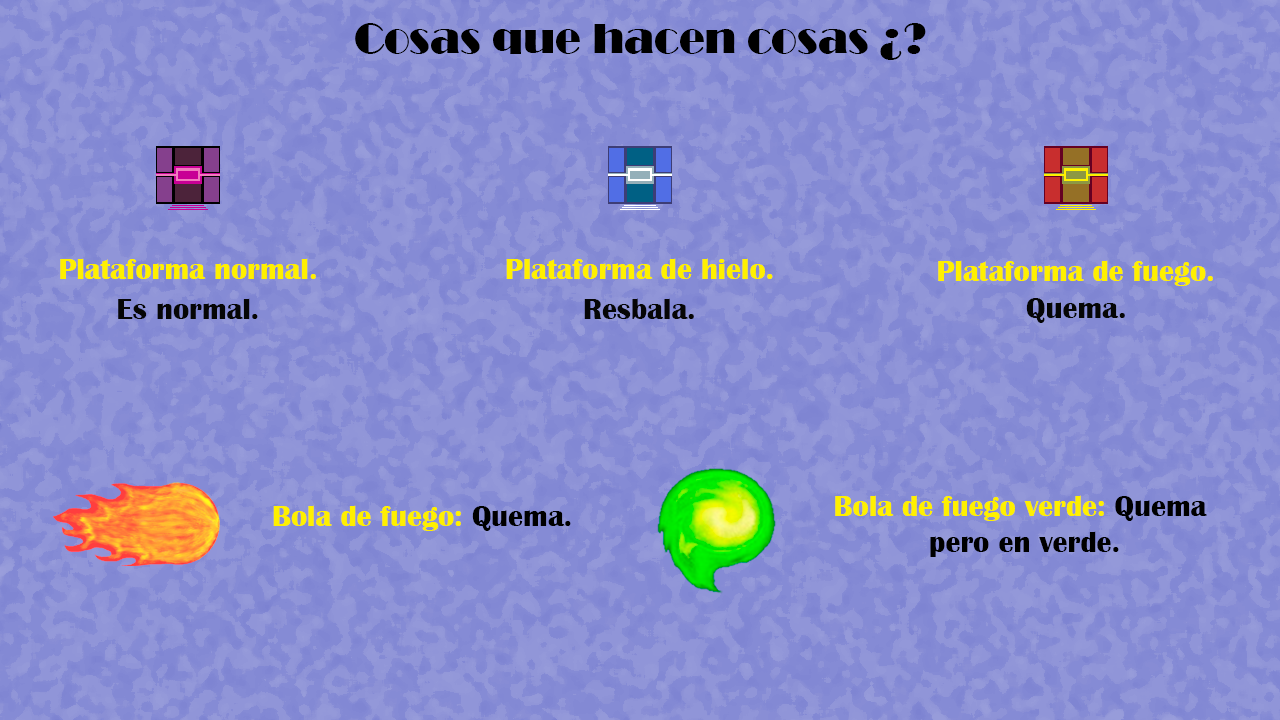 Cosas que hacen cosas ¿?
Plataforma normal.
Es normal.
Plataforma de hielo.
Resbala.
Plataforma de fuego.
Quema.
Bola de fuego: Quema.
Bola de fuego verde: Quema
pero en verde.